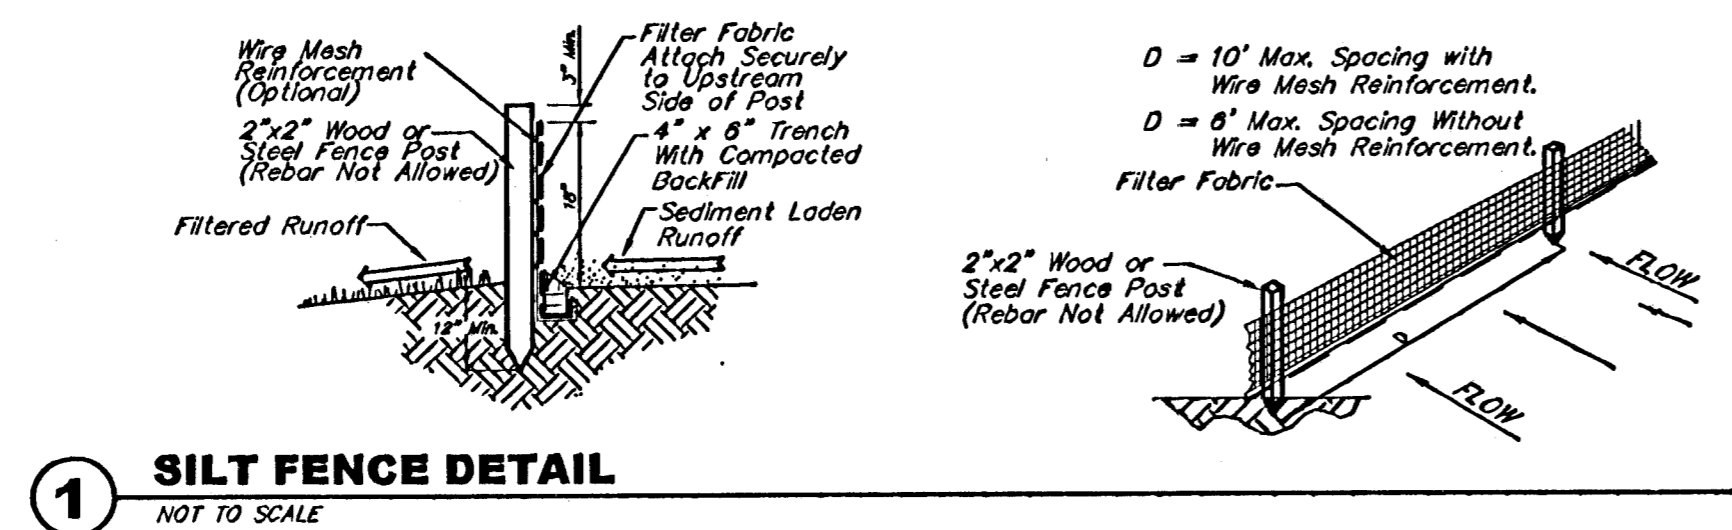 Wire Mesh
Reinforcement
(Optional)
2"x2" Wood or
Steel Fence Post
(Rebar Not Allowed)
Filtered Runoff
12" Min.
3" Min.
18"
Filter Fabric
Attach Securely
to Upstream
Side of Post
4" x 6" Trench
With Compacted
BackFill
Sediment Laden
Runoff
D = 10' Max. Spacing with
Wire Mesh Reinforcement.
D = 6' Max. Spacing Without
Wire Mesh Reinforcement.
Filter Fabric
2"x2" Wood or
Steel Fence Post
(Rebar Not Allowed)
D
FLOW
FLOW
1
SILT FENCE DETAIL
NOT TO SCALE